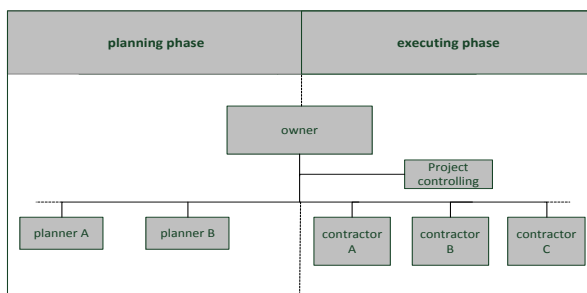 planning phase
executing phase
owner
Project
controlling
planner A
planner B
contractor
A
contractor
B
contractor
C